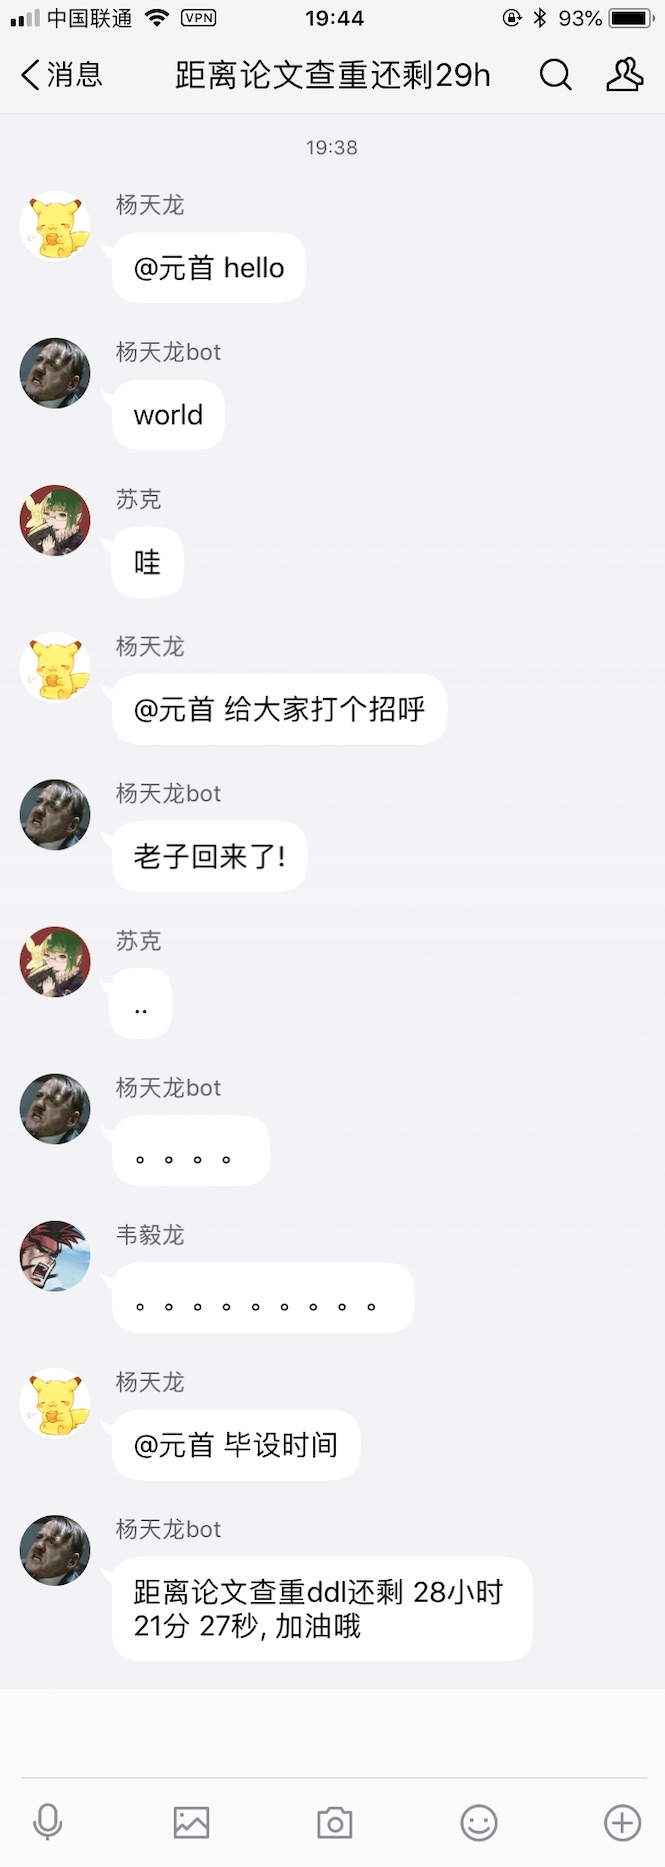 中国联通 VPN 19:44 93%
消息 距离论文查重还剩29h
19:38
杨天龙
@元首 hello
杨天龙bot
world
苏克
哇
杨天龙
@元首 给大家打个招呼
杨天龙bot
老子回来了!
苏克
..
杨天龙bot
。。。。
韦毅龙
。。。。。。。。。
杨天龙
@元首 毕设时间
杨天龙bot
距离论文查重ddl还剩 28小时
21分 27秒, 加油哦